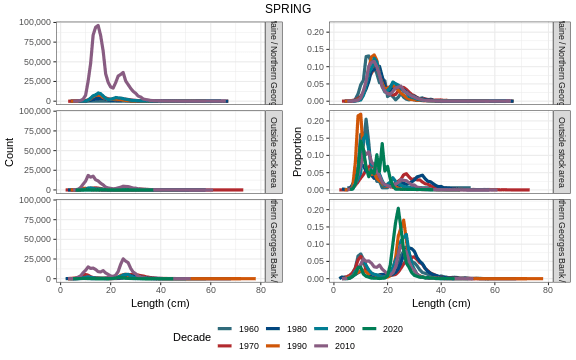 SPRING
100,000
75,000
50,000
25,000
0
aine / Northern Georg
0.20
0.15
0.10
0.05
0.00
aine / Northern Georg
100,000
75,000
50,000
25,000
0
Outside stock area
0.20
0.15
0.10
0.05
0.00
Outside stock area
100,000
75,000
50,000
25,000
0
thern Georges Bank /
0.20
0.15
0.10
0.05
0.00
thern Georges Bank /
Count
Proportion
0 20 40 60 80
0 20 40 60 80
Length (cm)
Length (cm)
Decade
1960 1980 2000 2020
1970 1990 2010